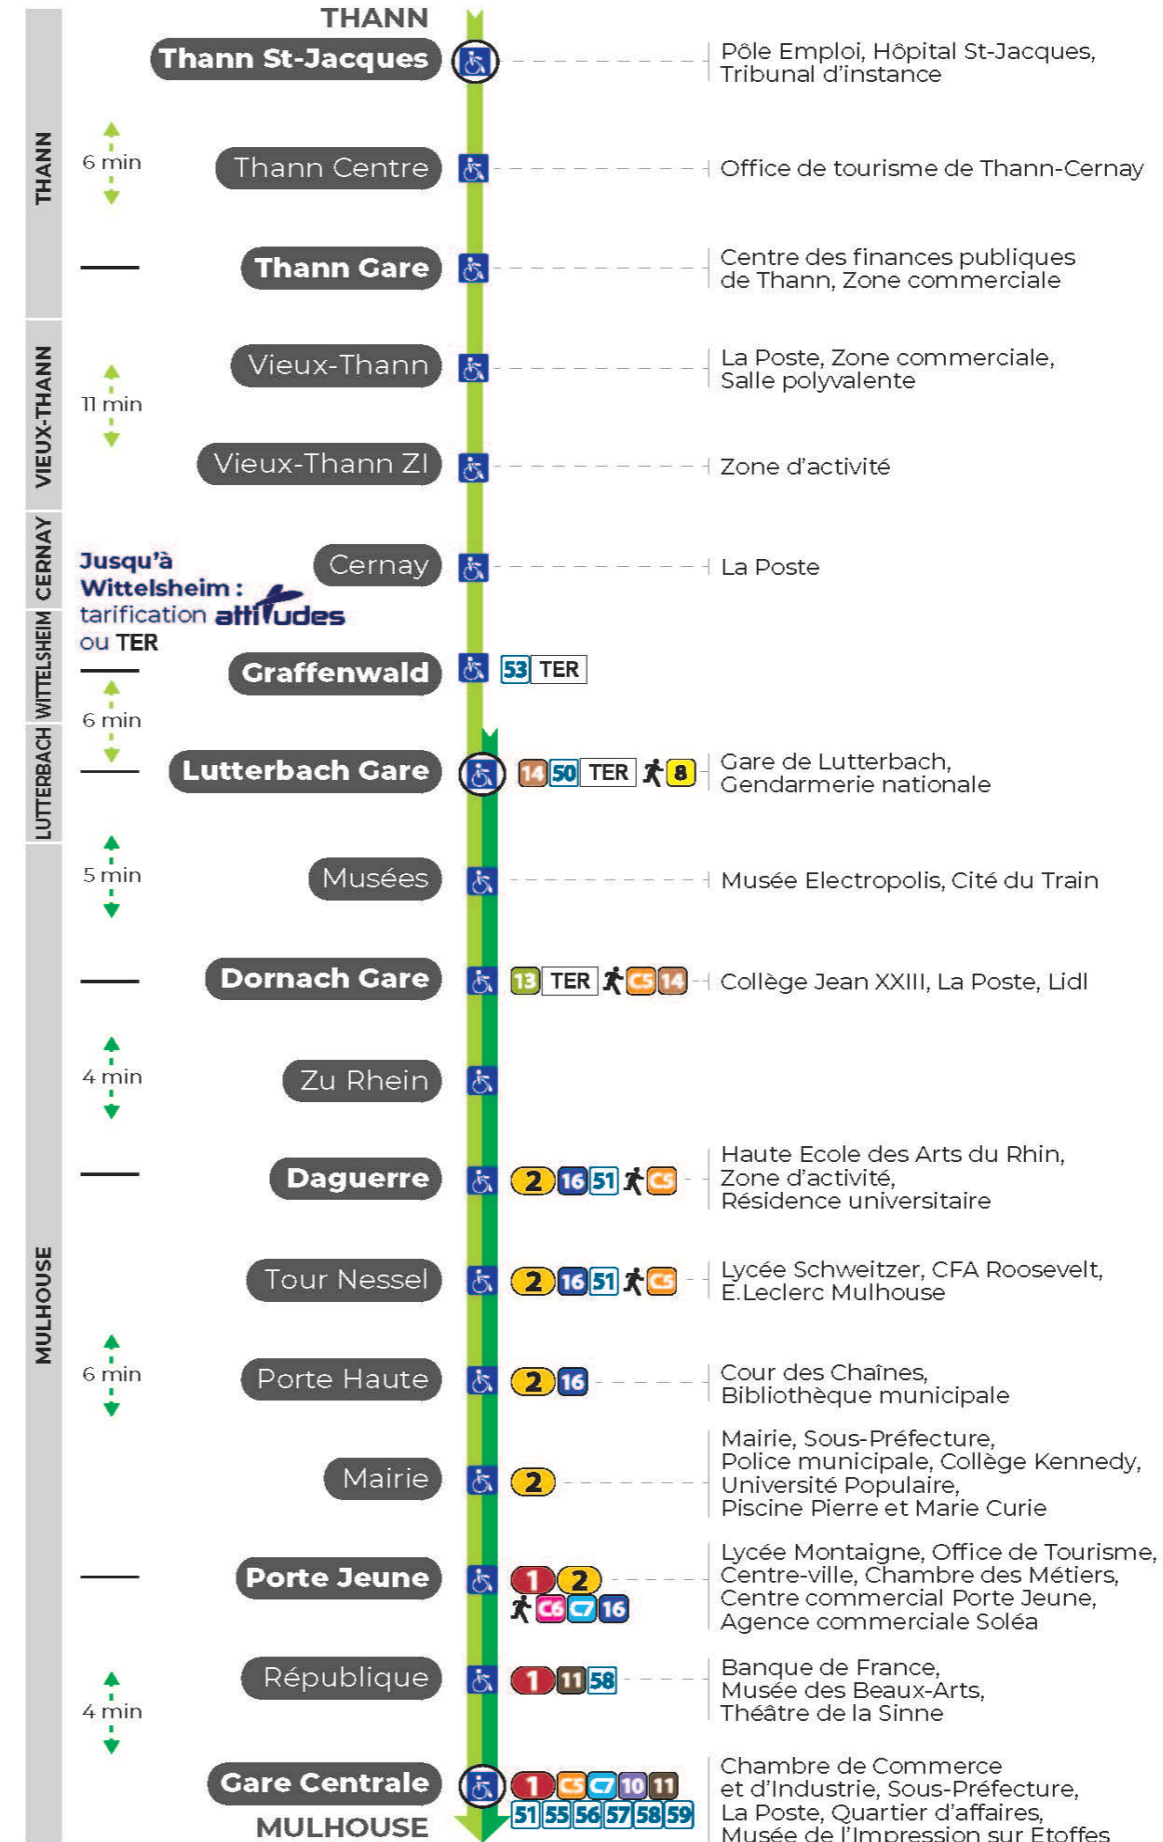 THANN
Thann St-Jacques
Pôle Emploi, Hôpital St-Jacques,
Tribunal d'instance
THANN
6 min
Thann Centre
Office de tourisme de Thann-Cernay
Thann Gare
Centre des finances publiques
de Thann, Zone commerciale
VIEUX-THANN
11 min
Vieux-Thann
La Poste, Zone commerciale,
Salle polyvalente
Vieux-Thann ZI
Zone d'activité
CERNAY
Cernay
La Poste
Jusqu'à
Wittelsheim :
tarification attitudes
ou TER
WITTELSHEIM
Graffenwald
53 TER
6 min
LUTTERBACH
Lutterbach Gare
14 50 TER 8
Gare de Lutterbach,
Gendarmerie nationale
MULHOUSE
5 min
Musées
Musée Electropolis, Cité du Train
Dornach Gare
13 TER C5 14
Collège Jean XXIII, La Poste, Lidl
4 min
Zu Rhein
Daguerre
2 16 51 C5
Haute Ecole des Arts du Rhin,
Zone d'activité,
Résidence universitaire
Tour Nessel
2 16 51 C5
Lycée Schweitzer, CFA Roosevelt,
E.Leclerc Mulhouse
6 min
Porte Haute
2 16
Cour des Chaînes,
Bibliothèque municipale
Mairie
2
Mairie, Sous-Préfecture,
Police municipale, Collège Kennedy,
Université Populaire,
Piscine Pierre et Marie Curie
Porte Jeune
1 2
C6 C7 16
Lycée Montaigne, Office de Tourisme,
Centre-ville, Chambre des Métiers,
Centre commercial Porte Jeune,
Agence commerciale Soléa
République
1 11 58
Banque de France,
Musée des Beaux-Arts,
Théâtre de la Sinne
4 min
Gare Centrale
1 C5 C7 10 11
51 55 56 57 58 59
Chambre de Commerce
et d'Industrie, Sous-Préfecture,
La Poste, Quartier d'affaires,
Musée de l'Impression sur Etoffes
MULHOUSE